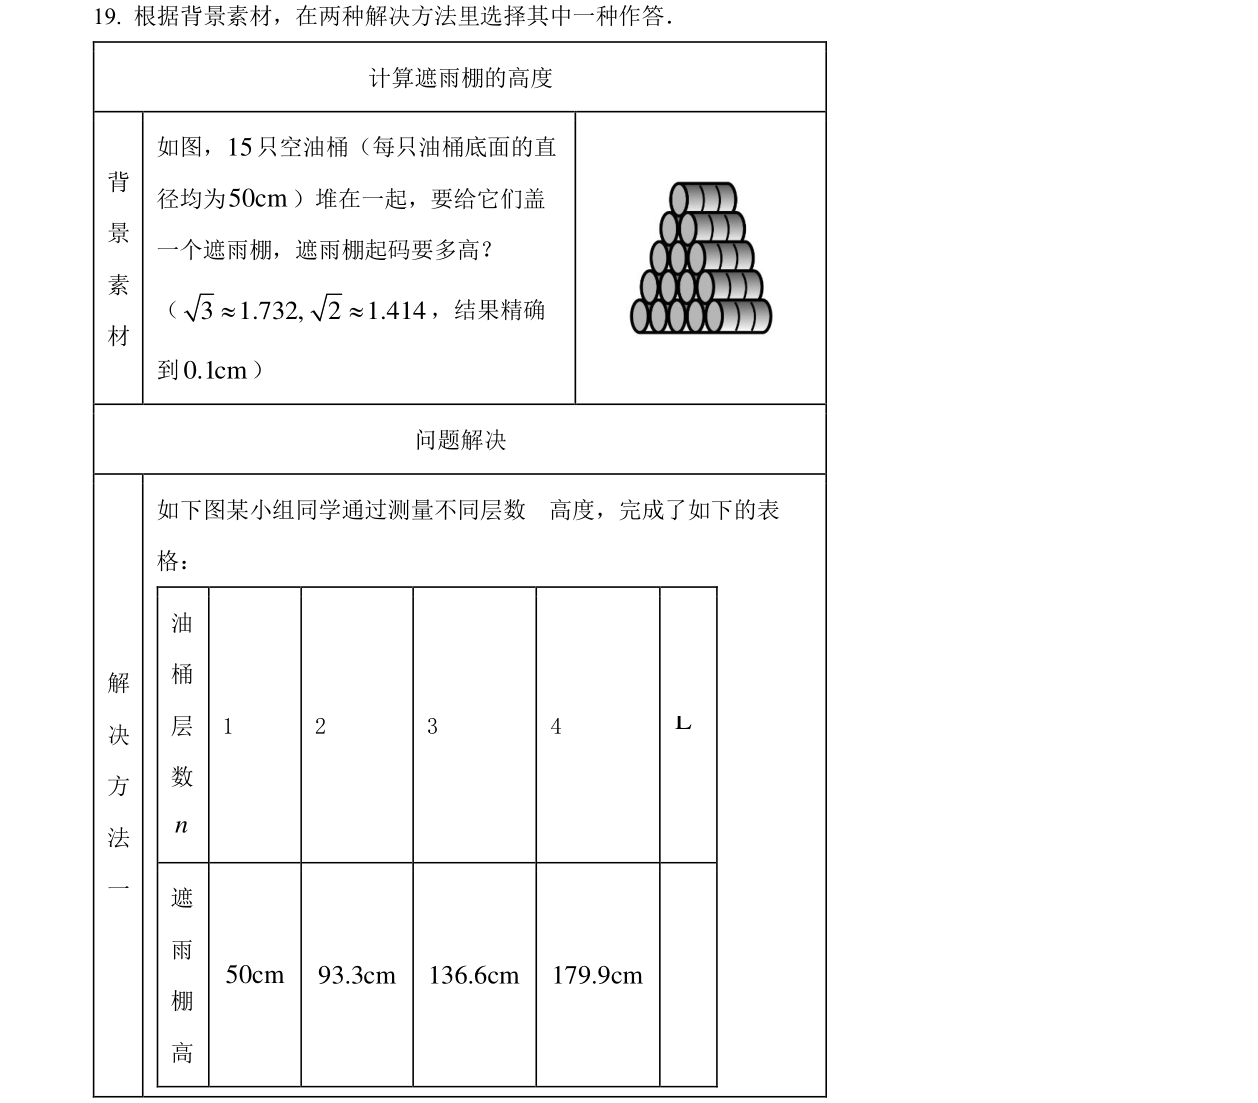 19. 根据背景素材，在两种解决方法里选择其中一种作答．
计算遮雨棚的高度
背景素材
如图，15只空油桶（每只油桶底面的直
径均为50cm）堆在一起，要给它们盖
一个遮雨棚，遮雨棚起码要多高？
（√3≈1.732,√2≈1.414，结果精确
到0.1cm）
问题解决
解决方法一
如下图某小组同学通过测量不同层数 高度，完成了如下的表
格：
油桶层数n 1 2 3 4 L
遮雨棚高 50cm 93.3cm 136.6cm 179.9cm